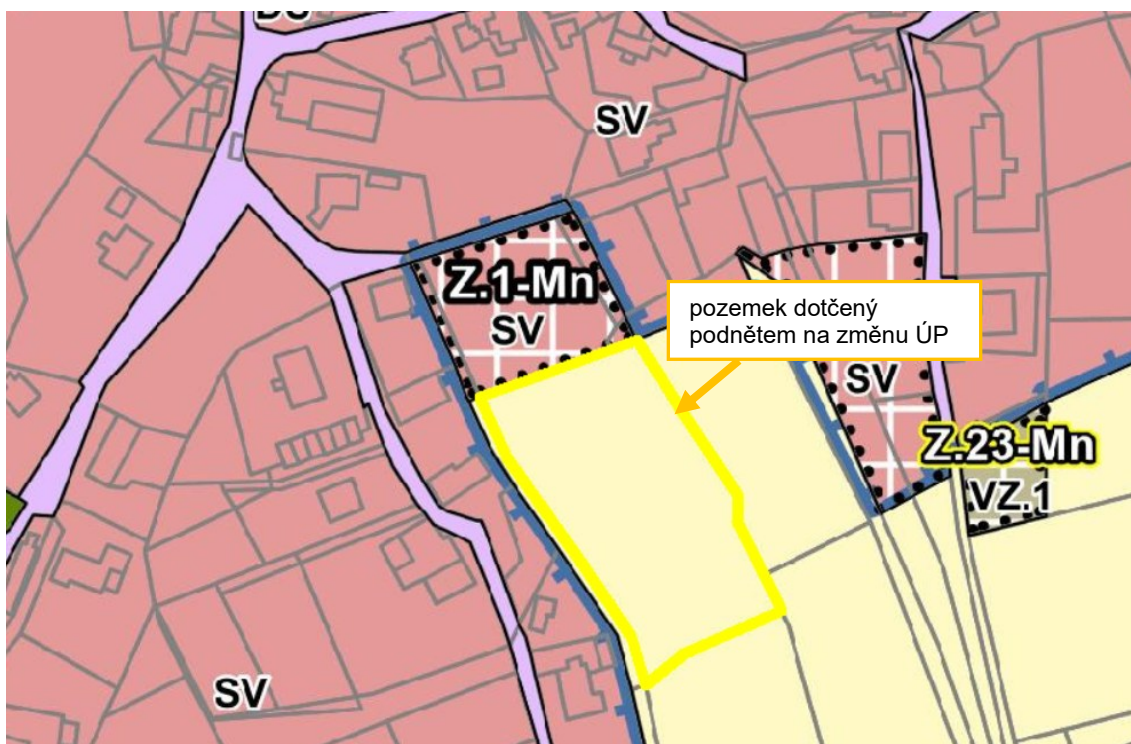 SV
Z.1-Mn
SV
pozemek dotčený
podnětem na změnu ÚP
SV
Z.23-Mn
VZ.1
SV